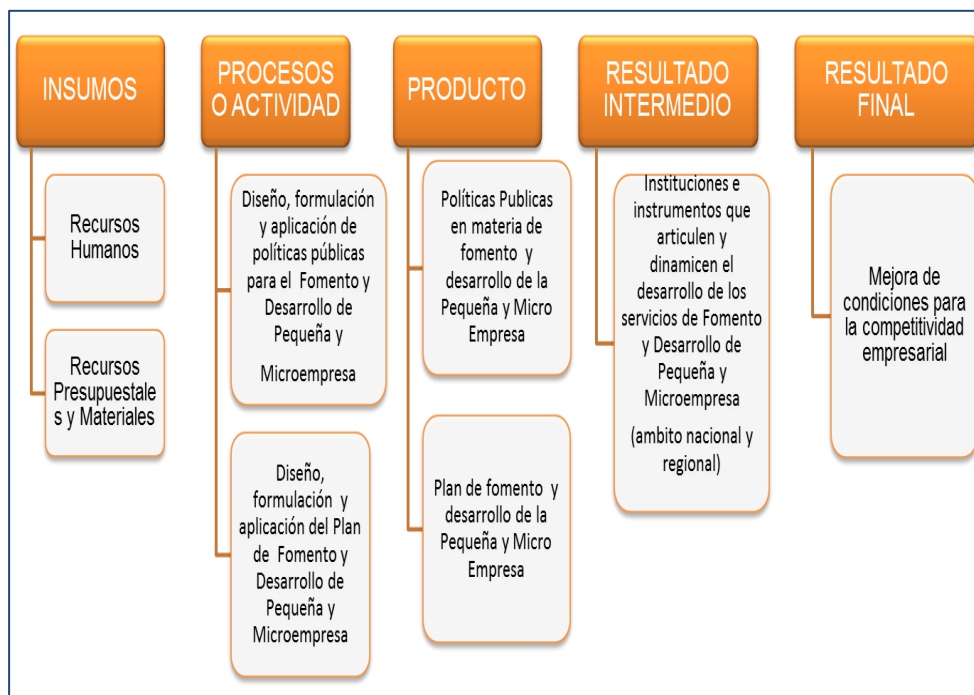 INSUMOS
Recursos
Humanos
Recursos
Presupuestale
s y Materiales
PROCESOS
O ACTIVIDAD
Diseño, formulación
y aplicación de
políticas públicas
para el Fomento y
Desarrollo de
Pequeña y
Microempresa
Diseño,
formulación y
aplicación del Plan
de Fomento y
Desarrollo de
Pequeña y
Microempresa
PRODUCTO
Políticas Publicas
en materia de
fomento y
desarrollo de la
Pequeña y Micro
Empresa
Plan de fomento y
desarrollo de la
Pequeña y Micro
Empresa
RESULTADO
INTERMEDIO
Instituciones e
instrumentos que
articulen y
dinamicen el
desarrollo de los
servicios de Fomento
y Desarrollo de
Pequeña y
Microempresa
(ambito nacional y
regional)
RESULTADO
FINAL
Mejora de
condiciones para
la competitividad
empresarial